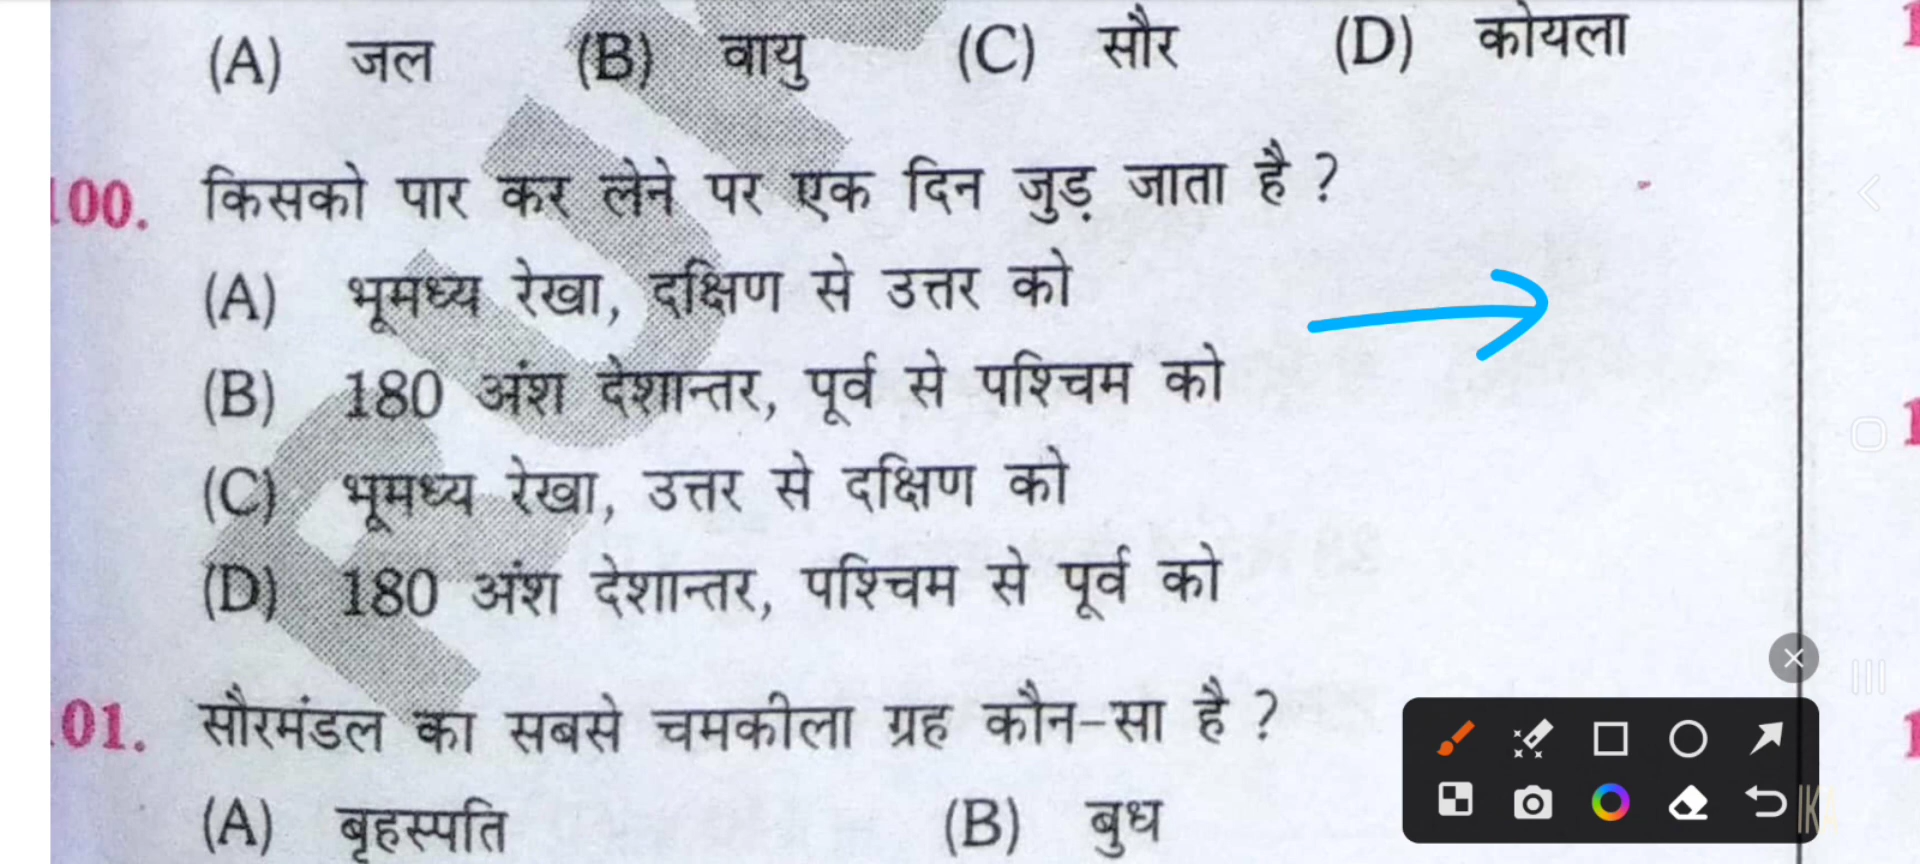 (A) जल (B) वायु (C) सौर (D) कोयला
100. किसको पार कर लेने पर एक दिन जुड़ जाता है ?
(A) भूमध्य रेखा, दक्षिण से उत्तर को
(B) 180 अंश देशान्तर, पूर्व से पश्चिम को
(C) भूमध्य रेखा, उत्तर से दक्षिण को
(D) 180 अंश देशान्तर, पश्चिम से पूर्व को
01. सौरमंडल का सबसे चमकीला ग्रह कौन-सा है ?
(A) बृहस्पति (B) बुध